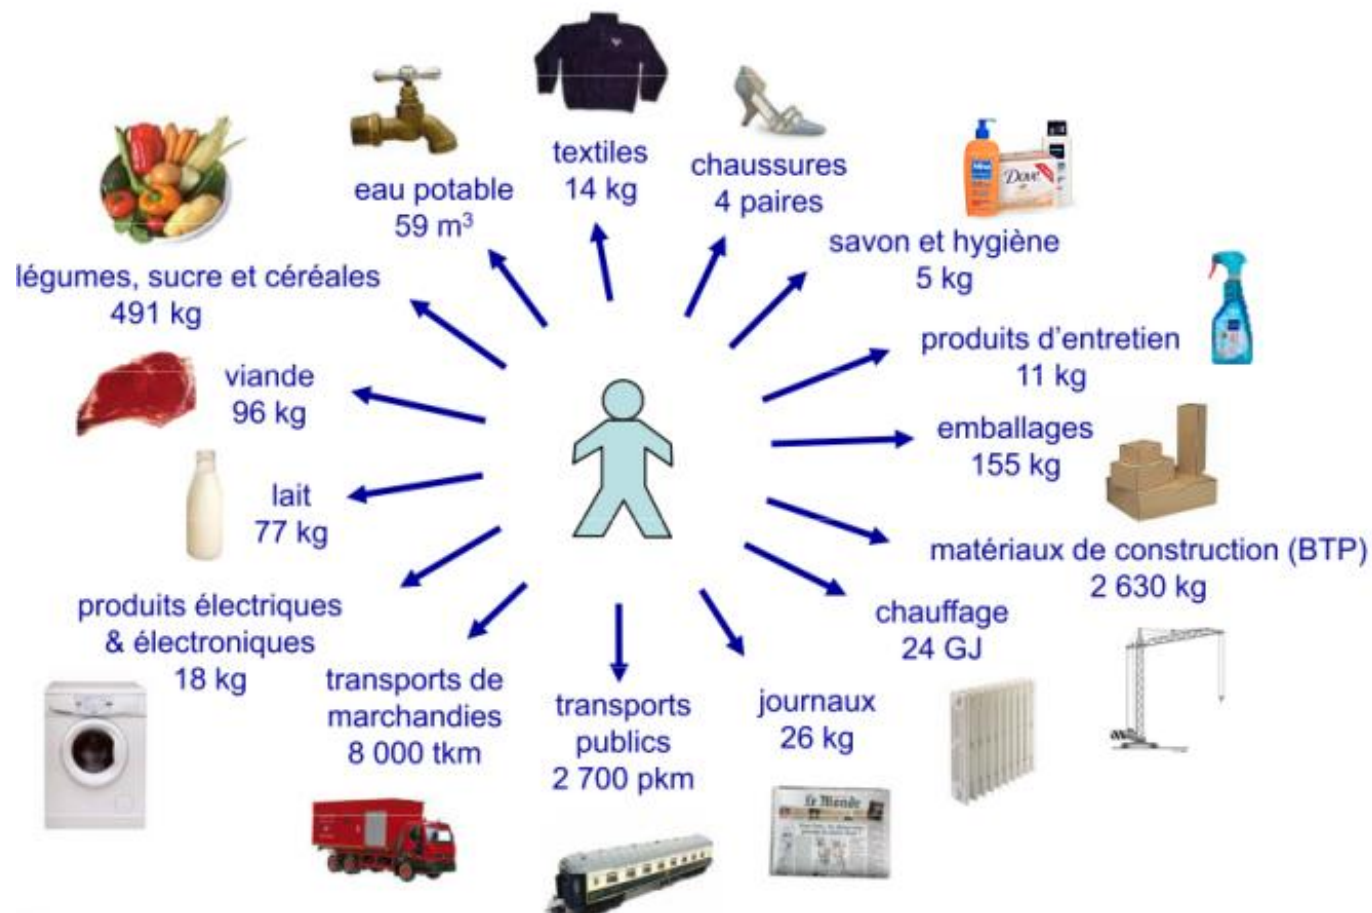 textiles
14 kg
chaussures
4 paires
eau potable
59 m³
savon et hygiène
5 kg
Dove
légumes, sucre et céréales
491 kg
produits d'entretien
11 kg
viande
96 kg
emballages
155 kg
lait
77 kg
matériaux de construction (BTP)
2 630 kg
produits électriques
& électroniques
18 kg
chauffage
24 GJ
transports de
marchandies
8 000 tkm
transports
publics
2 700 pkm
journaux
26 kg
Le Monde